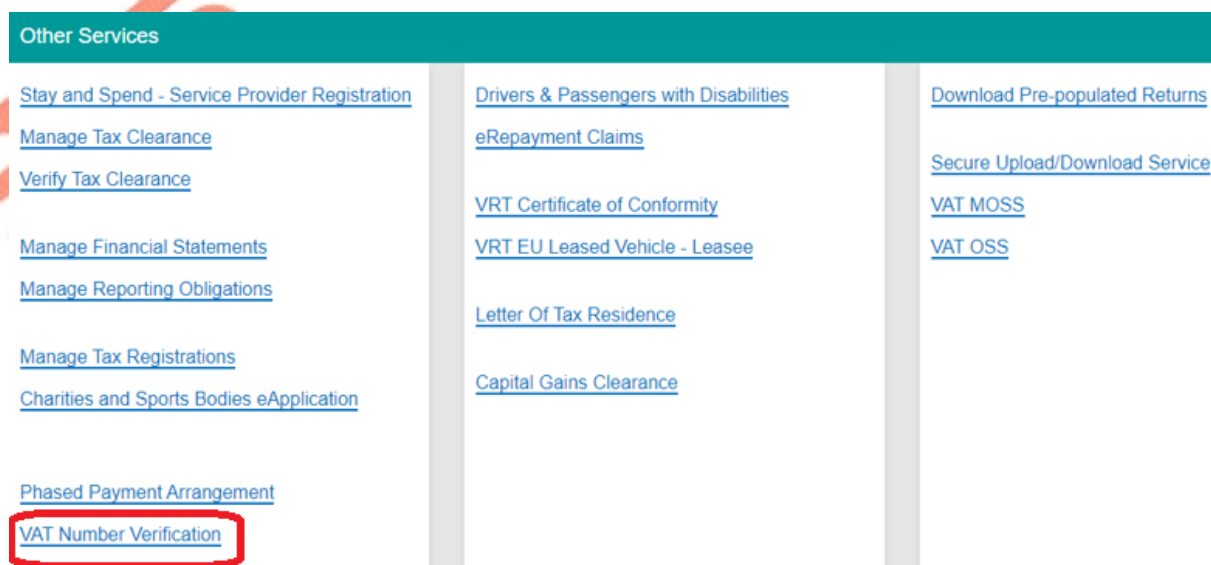 Other Services
Stay and Spend - Service Provider Registration
Manage Tax Clearance
Verify Tax Clearance
Manage Financial Statements
Manage Reporting Obligations
Manage Tax Registrations
Charities and Sports Bodies eApplication
Phased Payment Arrangement
VAT Number Verification
Drivers & Passengers with Disabilities
eRepayment Claims
VRT Certificate of Conformity
VRT EU Leased Vehicle - Leasee
Letter Of Tax Residence
Capital Gains Clearance
Download Pre-populated Returns
Secure Upload/Download Service
VAT MOSS
VAT OSS